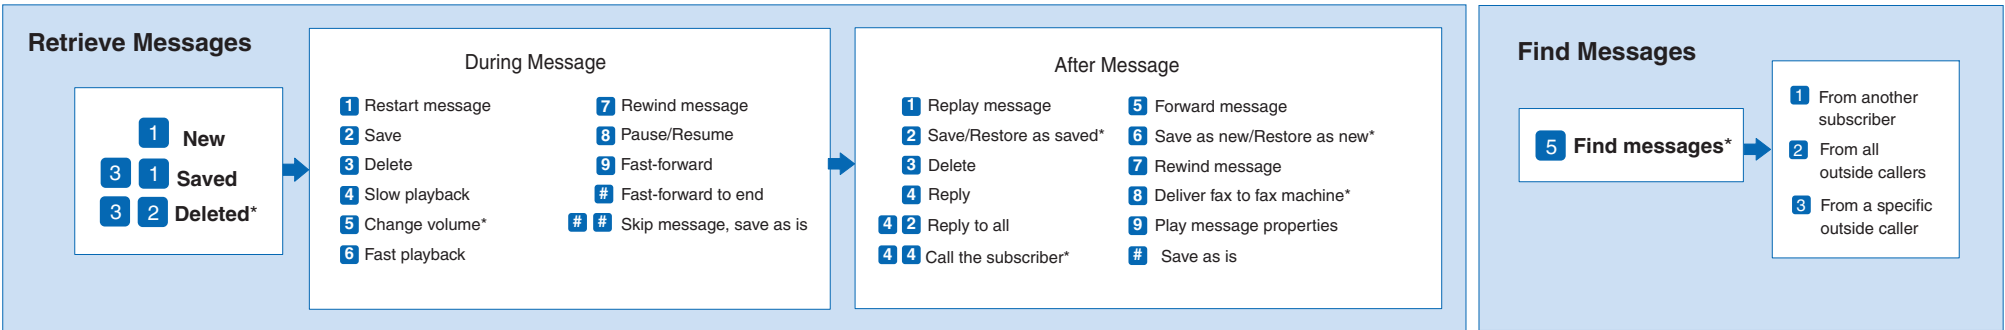 Retrieve Messages
1 New
3 1 Saved
3 2 Deleted*
During Message
1 Restart message
2 Save
3 Delete
4 Slow playback
5 Change volume*
6 Fast playback
7 Rewind message
8 Pause/Resume
9 Fast-forward
# Fast-forward to end
# # Skip message, save as is
After Message
1 Replay message
2 Save/Restore as saved*
3 Delete
4 Reply
4 2 Reply to all
4 4 Call the subscriber*
5 Forward message
6 Save as new/Restore as new*
7 Rewind message
8 Deliver fax to fax machine*
9 Play message properties
# Save as is
Find Messages
5 Find messages*
1 From another
subscriber
2 From all
outside callers
3 From a specific
outside caller